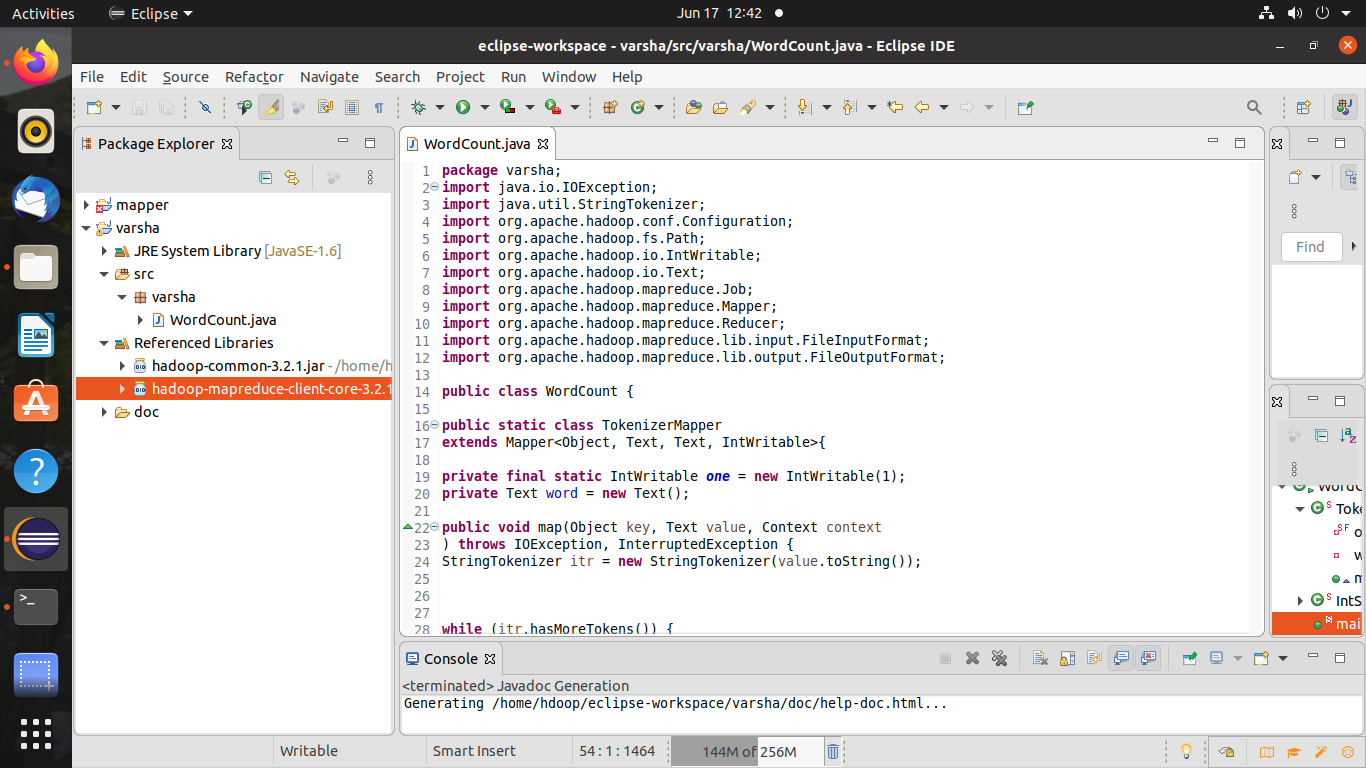 Activities
Eclipse
Jun 17 12:42
eclipse-workspace - varsha/src/varsha/WordCount.java - Eclipse IDE
File Edit Source Refactor Navigate Search Project Run Window Help
Package Explorer
mapper
varsha
JRE System Library [JavaSE-1.6]
src
varsha
WordCount.java
Referenced Libraries
hadoop-common-3.2.1.jar - /home/h
hadoop-mapreduce-client-core-3.2.1
doc
WordCount.java
1 package varsha;
2 import java.io.IOException;
3 import java.util.StringTokenizer;
4 import org.apache.hadoop.conf.Configuration;
5 import org.apache.hadoop.fs.Path;
6 import org.apache.hadoop.io.IntWritable;
7 import org.apache.hadoop.io.Text;
8 import org.apache.hadoop.mapreduce.Job;
9 import org.apache.hadoop.mapreduce.Mapper;
10 import org.apache.hadoop.mapreduce.Reducer;
11 import org.apache.hadoop.mapreduce.lib.input.FileInputFormat;
12 import org.apache.hadoop.mapreduce.lib.output.FileOutputFormat;
13
14 public class WordCount {
15
16 public static class TokenizerMapper
17 extends Mapper<Object, Text, Text, IntWritable>{
18
19 private final static IntWritable one = new IntWritable(1);
20 private Text word = new Text();
21
22 public void map(Object key, Text value, Context context
23 ) throws IOException, InterruptedException {
24 StringTokenizer itr = new StringTokenizer(value.toString());
25
26
27
28 while (itr.hasMoreTokens()) {
Find
WordC
Toke
o
w
m
IntS
mai
Console
<terminated> Javadoc Generation
Generating /home/hdoop/eclipse-workspace/varsha/doc/help-doc.html...
Writable
Smart Insert
54 : 1 : 1464
144M of 256M